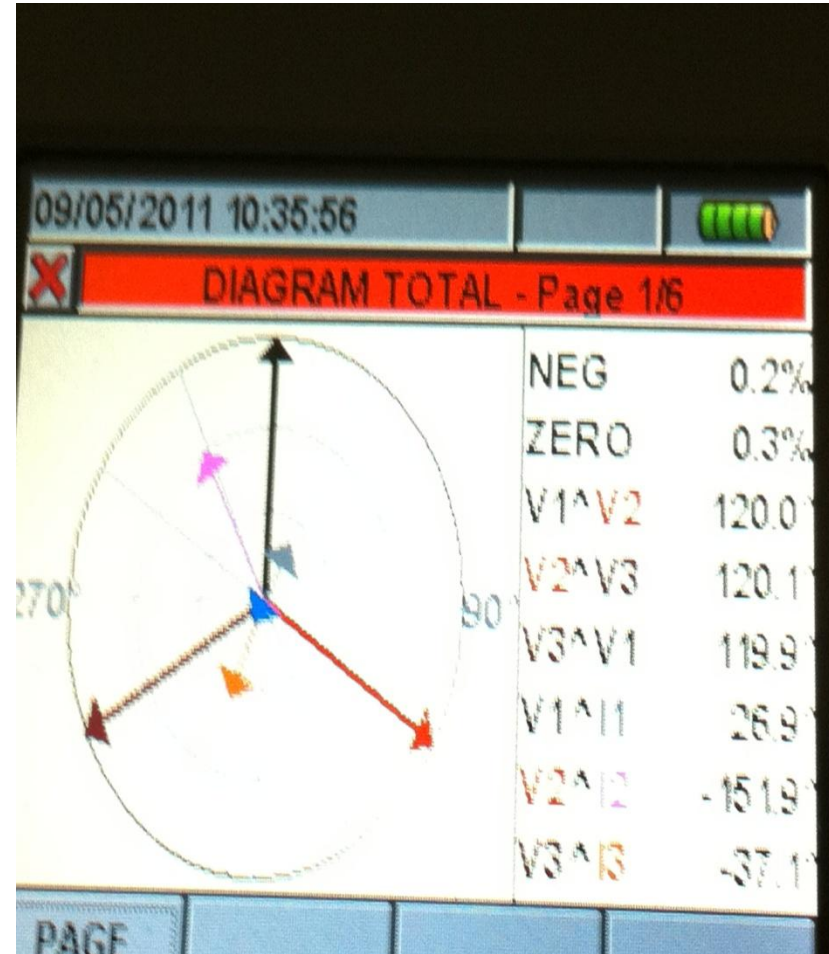 09/05/2011 10:35:56
DIAGRAM TOTAL - Page 1/6
NEG 0.2%
ZERO 0.3%
V1^V2 120.0°
V2^V3 120.1°
270° 90° V3^V1 119.9°
V1^I1 26.9°
V2^I2 -151.9°
V3^I3 -37.1°
PAGE